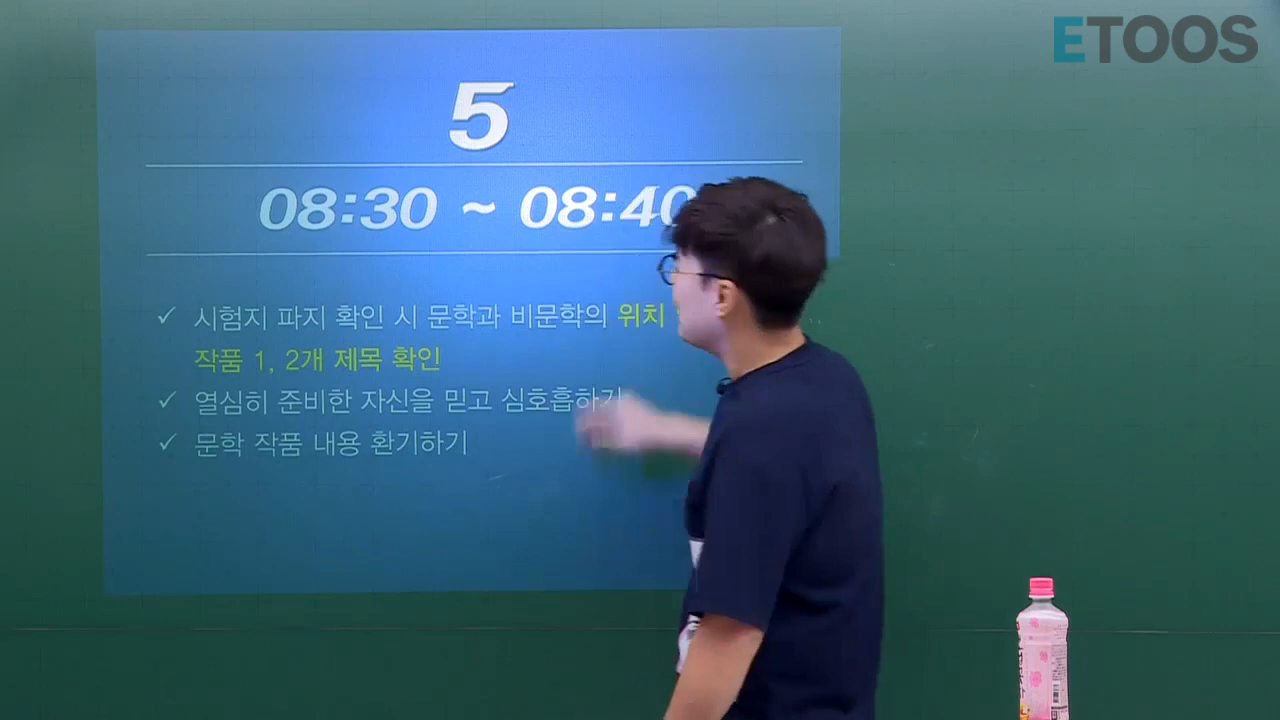 ETOOS
5
08:30 ~ 08:40
✓ 시험지 파지 확인 시 문학과 비문학의 위치
작품 1, 2개 제목 확인
✓ 열심히 준비한 자신을 믿고 심호흡하기
✓ 문학 작품 내용 환기하기